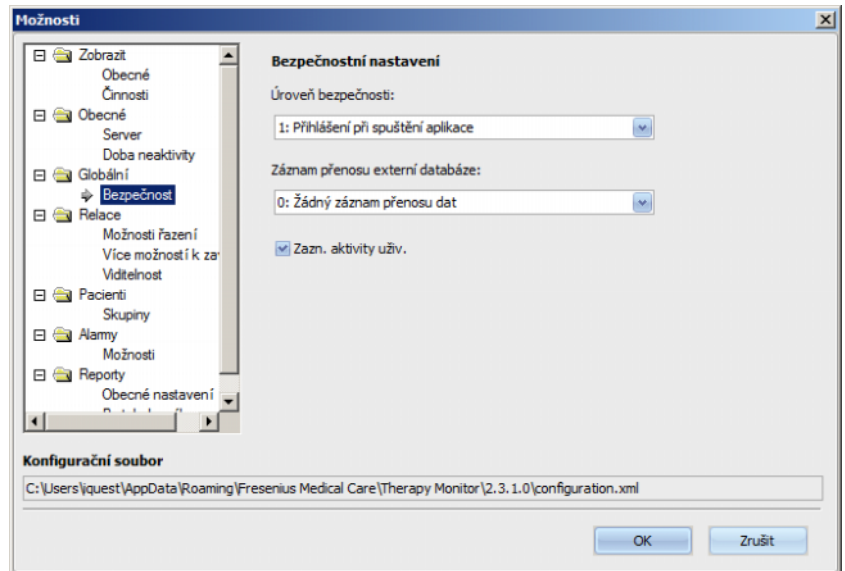 Možnosti
Zobrazit
Obecné
Činnosti
Obecné
Server
Doba neaktivity
Globální
Bezpečnost
Relace
Možnosti řazení
Více možností k za
Viditelnost
Pacienti
Skupiny
Alarmy
Možnosti
Reporty
Obecné nastavení
Bezpečnostní nastavení
Úroveň bezpečnosti:
1: Přihlášení při spuštění aplikace
Záznam přenosu externí databáze:
0: Žádný záznam přenosu dat
Zazn. aktivity uživ.
Konfigurační soubor
C:\Users\iquest\AppData\Roaming\Fresenius Medical Care\Therapy Monitor\2.3.1.0\configuration.xml
OK
Zrušit